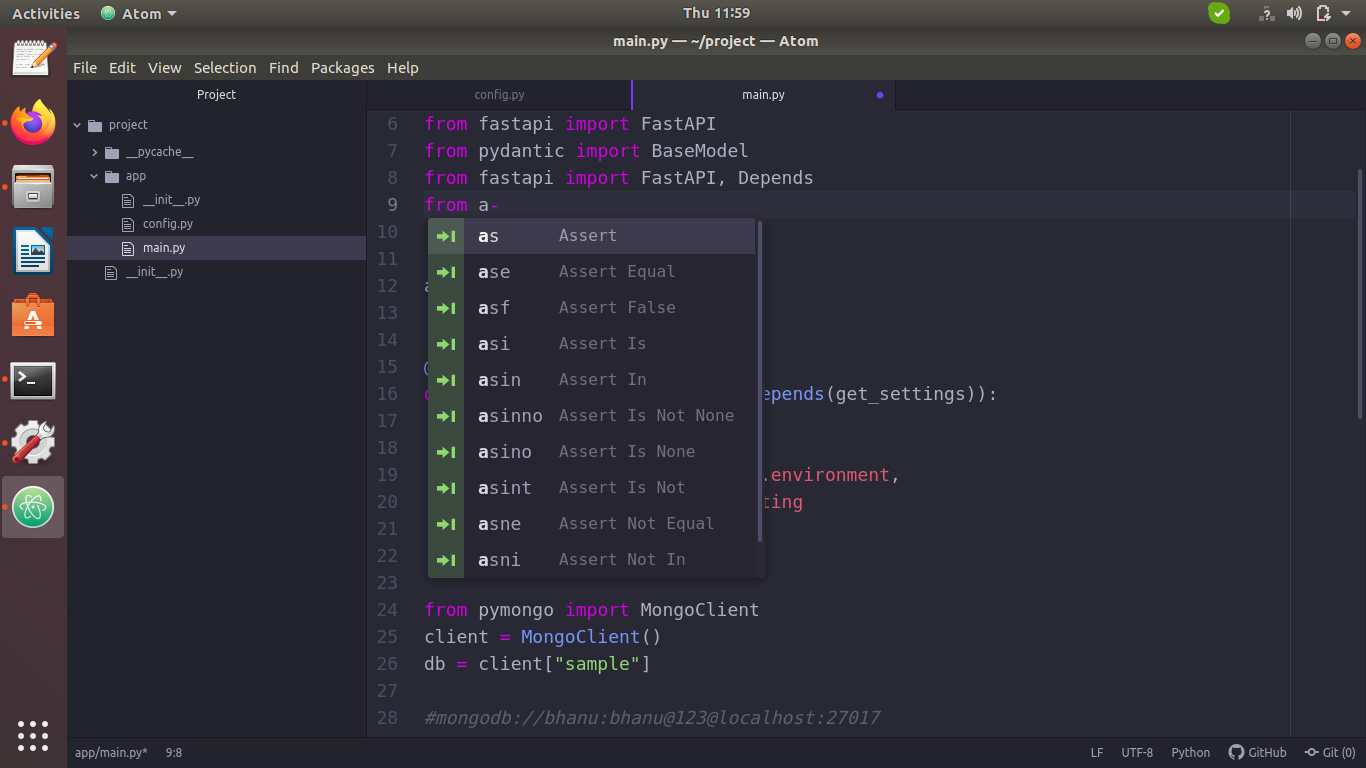 Activities Atom Thu 11:59
main.py — ~/project — Atom
File Edit View Selection Find Packages Help
Project
project
__pycache__
app
__init__.py
config.py
main.py
__init__.py
config.py main.py
6 from fastapi import FastAPI
7 from pydantic import BaseModel
8 from fastapi import FastAPI, Depends
9 from a-
10
11
12
13
14
15
16 epends(get_settings)):
17
18
19 .environment,
20 ting
21
22
23
24 from pymongo import MongoClient
25 client = MongoClient()
26 db = client["sample"]
27
28 #mongodb://bhanu:bhanu@123@localhost:27017
as Assert
ase Assert Equal
asf Assert False
asi Assert Is
asin Assert In
asinno Assert Is Not None
asino Assert Is None
asint Assert Is Not
asne Assert Not Equal
asni Assert Not In
app/main.py* 9:8 LF UTF-8 Python GitHub Git (0)